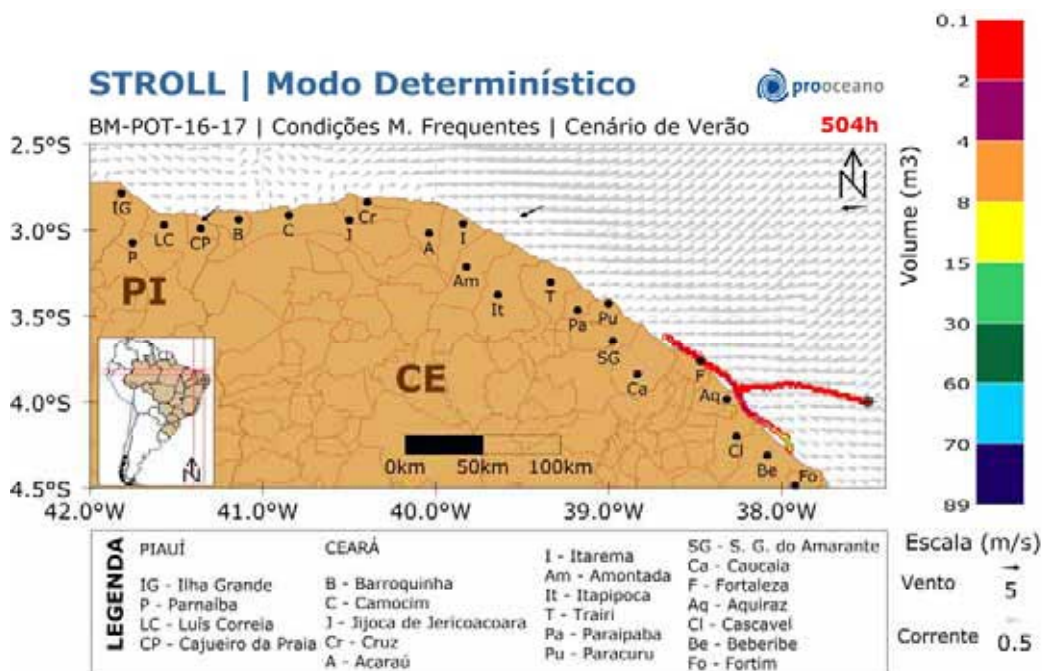 STROLL | Modo Determinístico
prooceano
BM-POT-16-17 | Condições M. Frequentes | Cenário de Verão 504h
2.5°S
3.0°S
3.5°S
4.0°S
4.5°S
42.0°W 41.0°W 40.0°W 39.0°W 38.0°W
N
IG
P
LC
CP
B
C
J
Cr
A
I
Am
It
T
Pa
Pu
SG
Ca
F
Aq
Cl
Be
Fo
PI
CE
0km 50km 100km
N
Volume (m3)
0.1
2
4
8
15
30
60
70
89
LEGENDA
PIAUÍ
IG - Ilha Grande
P - Parnaíba
LC - Luís Correia
CP - Cajueiro da Praia
CEARÁ
B - Barroquinha
C - Camocim
J - Jijoca de Jericoacoara
Cr - Cruz
A - Acaraú
I - Itarema
Am - Amontada
It - Itapipoca
T - Trairi
Pa - Paraipaba
Pu - Paracuru
SG - S. G. do Amarante
Ca - Caucaia
F - Fortaleza
Aq - Aquiraz
Cl - Cascavel
Be - Beberibe
Fo - Fortim
Escala (m/s)
Vento 5
Corrente 0.5